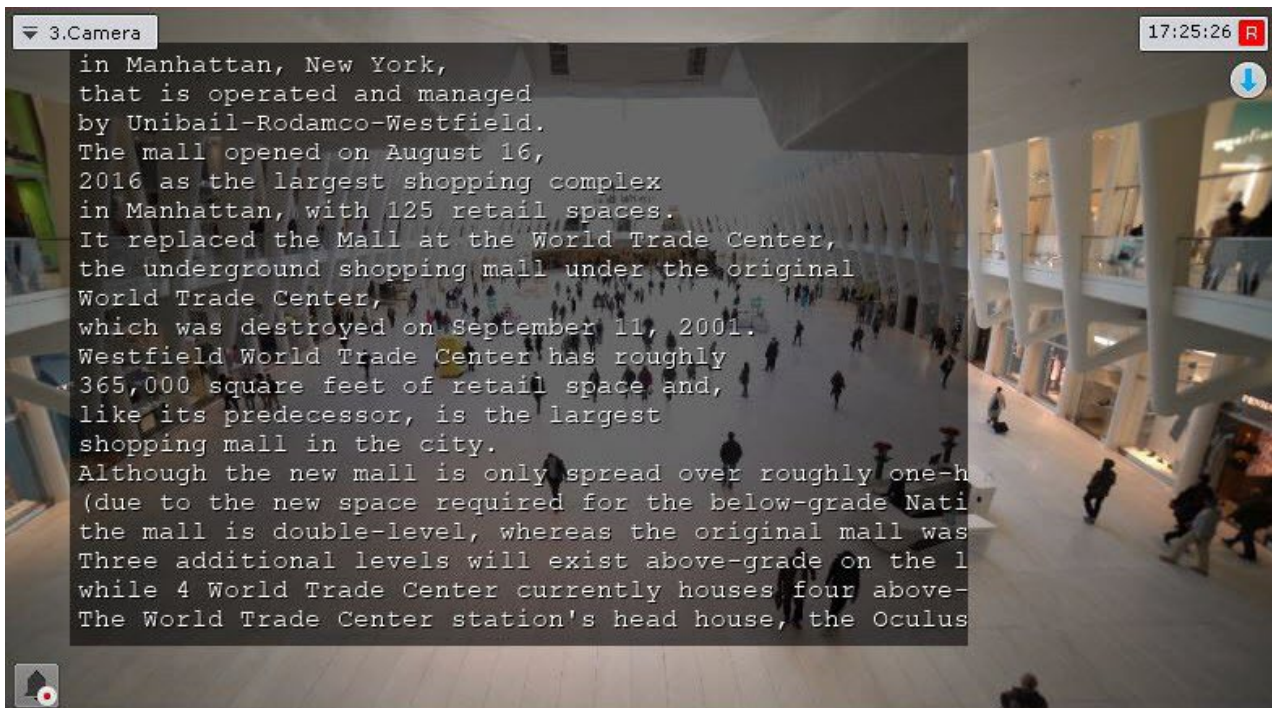 3.Camera
17:25:26 R
in Manhattan, New York,
that is operated and managed
by Unibail-Rodamco-Westfield.
The mall opened on August 16,
2016 as the largest shopping complex
in Manhattan, with 125 retail spaces.
It replaced the Mall at the World Trade Center,
the underground shopping mall under the original
World Trade Center,
which was destroyed on September 11, 2001.
Westfield World Trade Center has roughly
365,000 square feet of retail space and,
like its predecessor, is the largest
shopping mall in the city.
Although the new mall is only spread over roughly one-h
(due to the new space required for the below-grade Nati
the mall is double-level, whereas the original mall was
Three additional levels will exist above-grade on the l
while 4 World Trade Center currently houses four above-
The World Trade Center station's head house, the Oculus